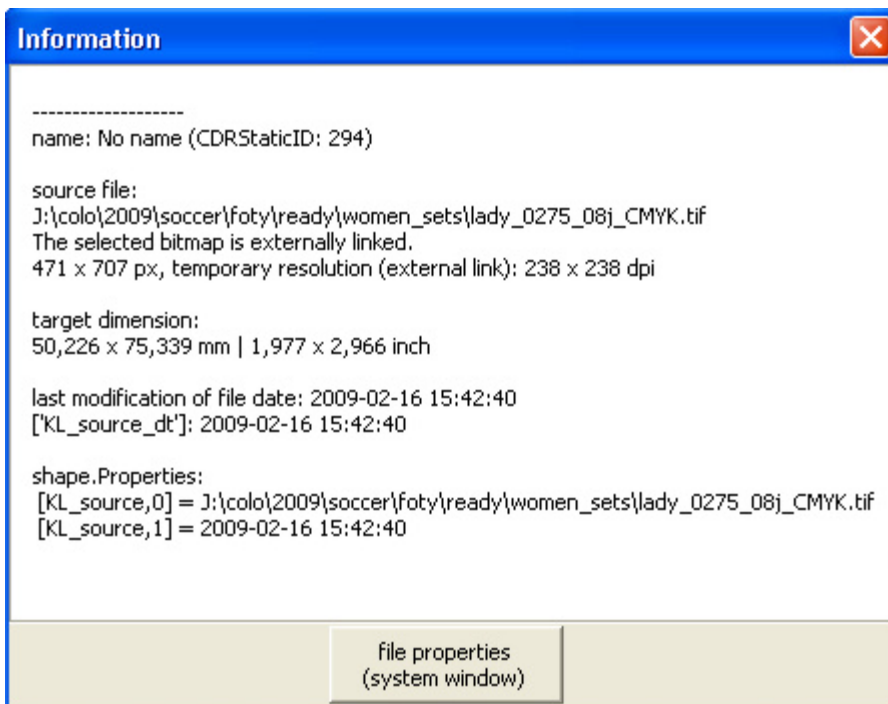 Information
-------------------
name: No name (CDRStaticID: 294)
source file:
J:\colo\2009\soccer\foty\ready\women_sets\lady_0275_08j_CMYK.tif
The selected bitmap is externally linked.
471 x 707 px, temporary resolution (external link): 238 x 238 dpi
target dimension:
50,226 x 75,339 mm | 1,977 x 2,966 inch
last modification of file date: 2009-02-16 15:42:40
['KL_source_dt']: 2009-02-16 15:42:40
shape.Properties:
[KL_source,0] = J:\colo\2009\soccer\foty\ready\women_sets\lady_0275_08j_CMYK.tif
[KL_source,1] = 2009-02-16 15:42:40
file properties
(system window)